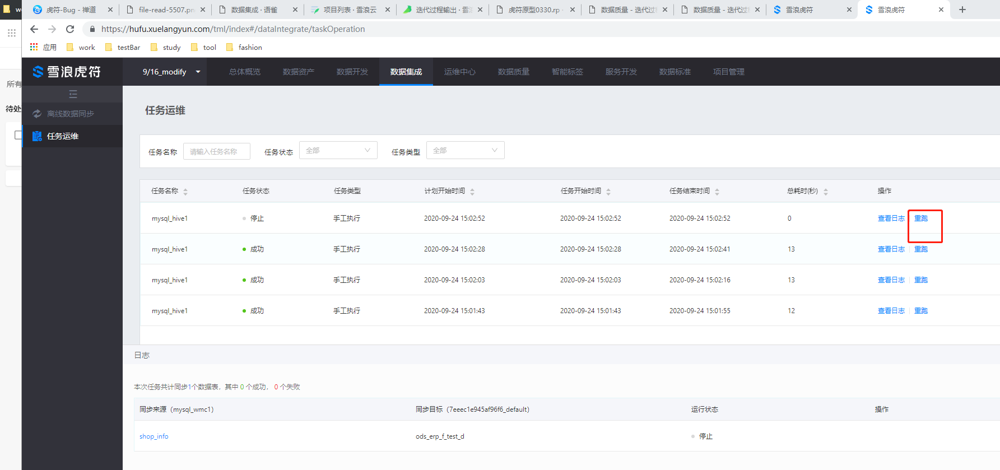 虎符-Bug - 禅道
file-read-5507.pn
数据集成 · 语雀
项目列表 · 雪浪云
迭代过程输出 · 雪
虎符原型0330.rp
数据质量 - 迭代过
数据质量 - 迭代过
雪浪虎符
雪浪虎符
https://hufu.xuelangyun.com/tml/index#/dataIntegrate/taskOperation
应用 work testBar study tool fashion
雪浪虎符 9/16_modify 总体概览 数据资产 数据开发 数据集成 运维中心 数据质量 智能标签 服务开发 数据标准 项目管理
所有
待处
离线数据同步
任务运维
任务运维
任务名称 请输入任务名称 任务状态 全部 任务类型 全部
任务名称 任务状态 任务类型 计划开始时间 任务开始时间 任务结束时间 总耗时(秒) 操作
mysql_hive1 停止 手工执行 2020-09-24 15:02:52 2020-09-24 15:02:52 2020-09-24 15:02:52 0 查看日志 重跑
mysql_hive1 成功 手工执行 2020-09-24 15:02:28 2020-09-24 15:02:28 2020-09-24 15:02:41 13 查看日志 重跑
mysql_hive1 成功 手工执行 2020-09-24 15:02:03 2020-09-24 15:02:03 2020-09-24 15:02:16 13 查看日志 重跑
mysql_hive1 成功 手工执行 2020-09-24 15:01:43 2020-09-24 15:01:43 2020-09-24 15:01:55 12 查看日志 重跑
日志
本次任务共计同步1个数据表，其中 0 个成功， 0 个失败
同步来源（mysql_wmc1） 同步目标（7eeec1e945af96f6_default） 运行状态 操作
shop_info ods_erp_f_test_d 停止